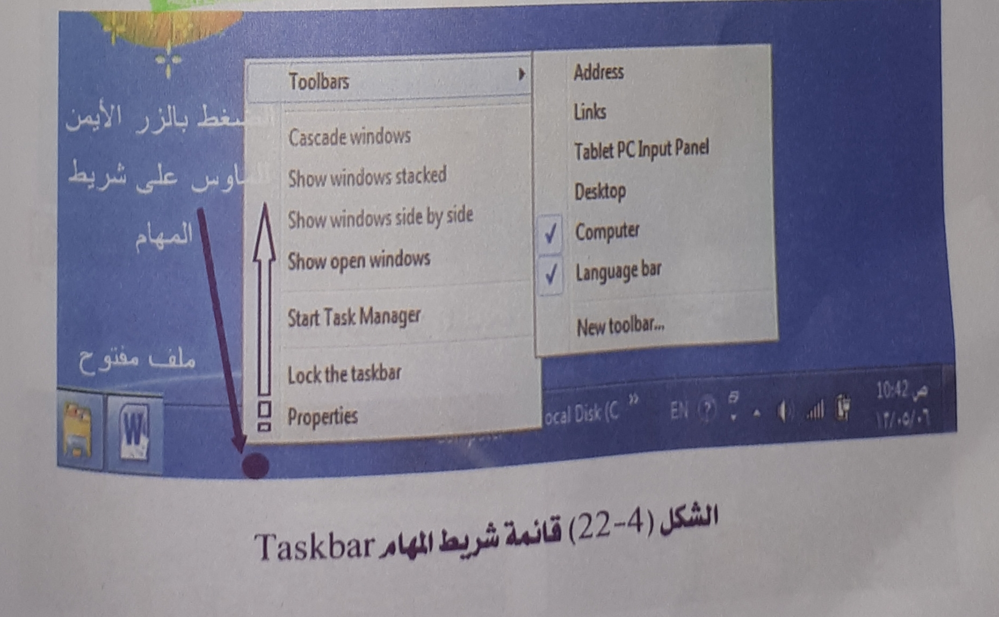 الضغط بالزر الأيمن
للماوس على شريط
المهام
ملف مفتوح
Toolbars
Cascade windows
Show windows stacked
Show windows side by side
Show open windows
Start Task Manager
Lock the taskbar
Properties
Address
Links
Tablet PC Input Panel
Desktop
Computer
Language bar
New toolbar...
W
ocal Disk (C » EN ?
10:42 ص
١٣/٠٥/٠٦
الشكل (4-22) قائمة شريط المهام Taskbar